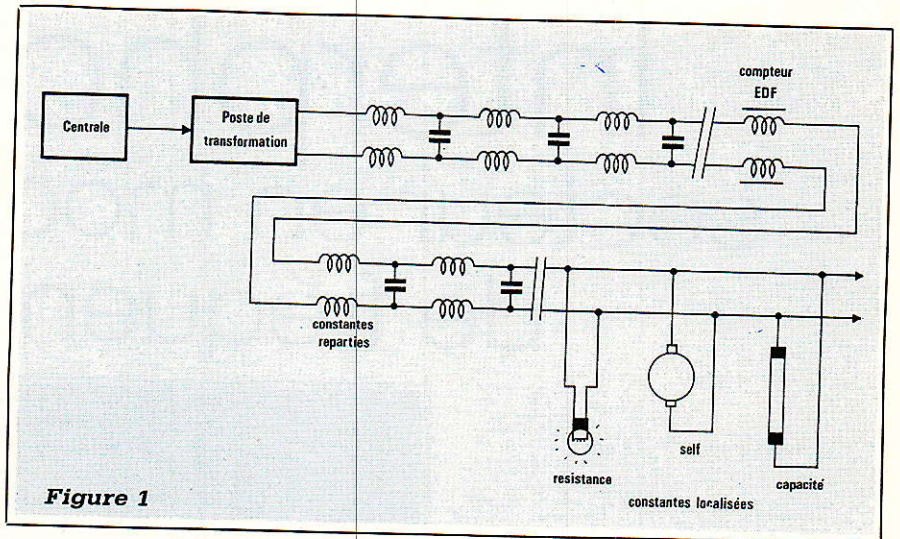 compteur
EDF
Centrale
Poste de
transformation
constantes
reparties
resistance
self
capacité
constantes localisées
Figure 1